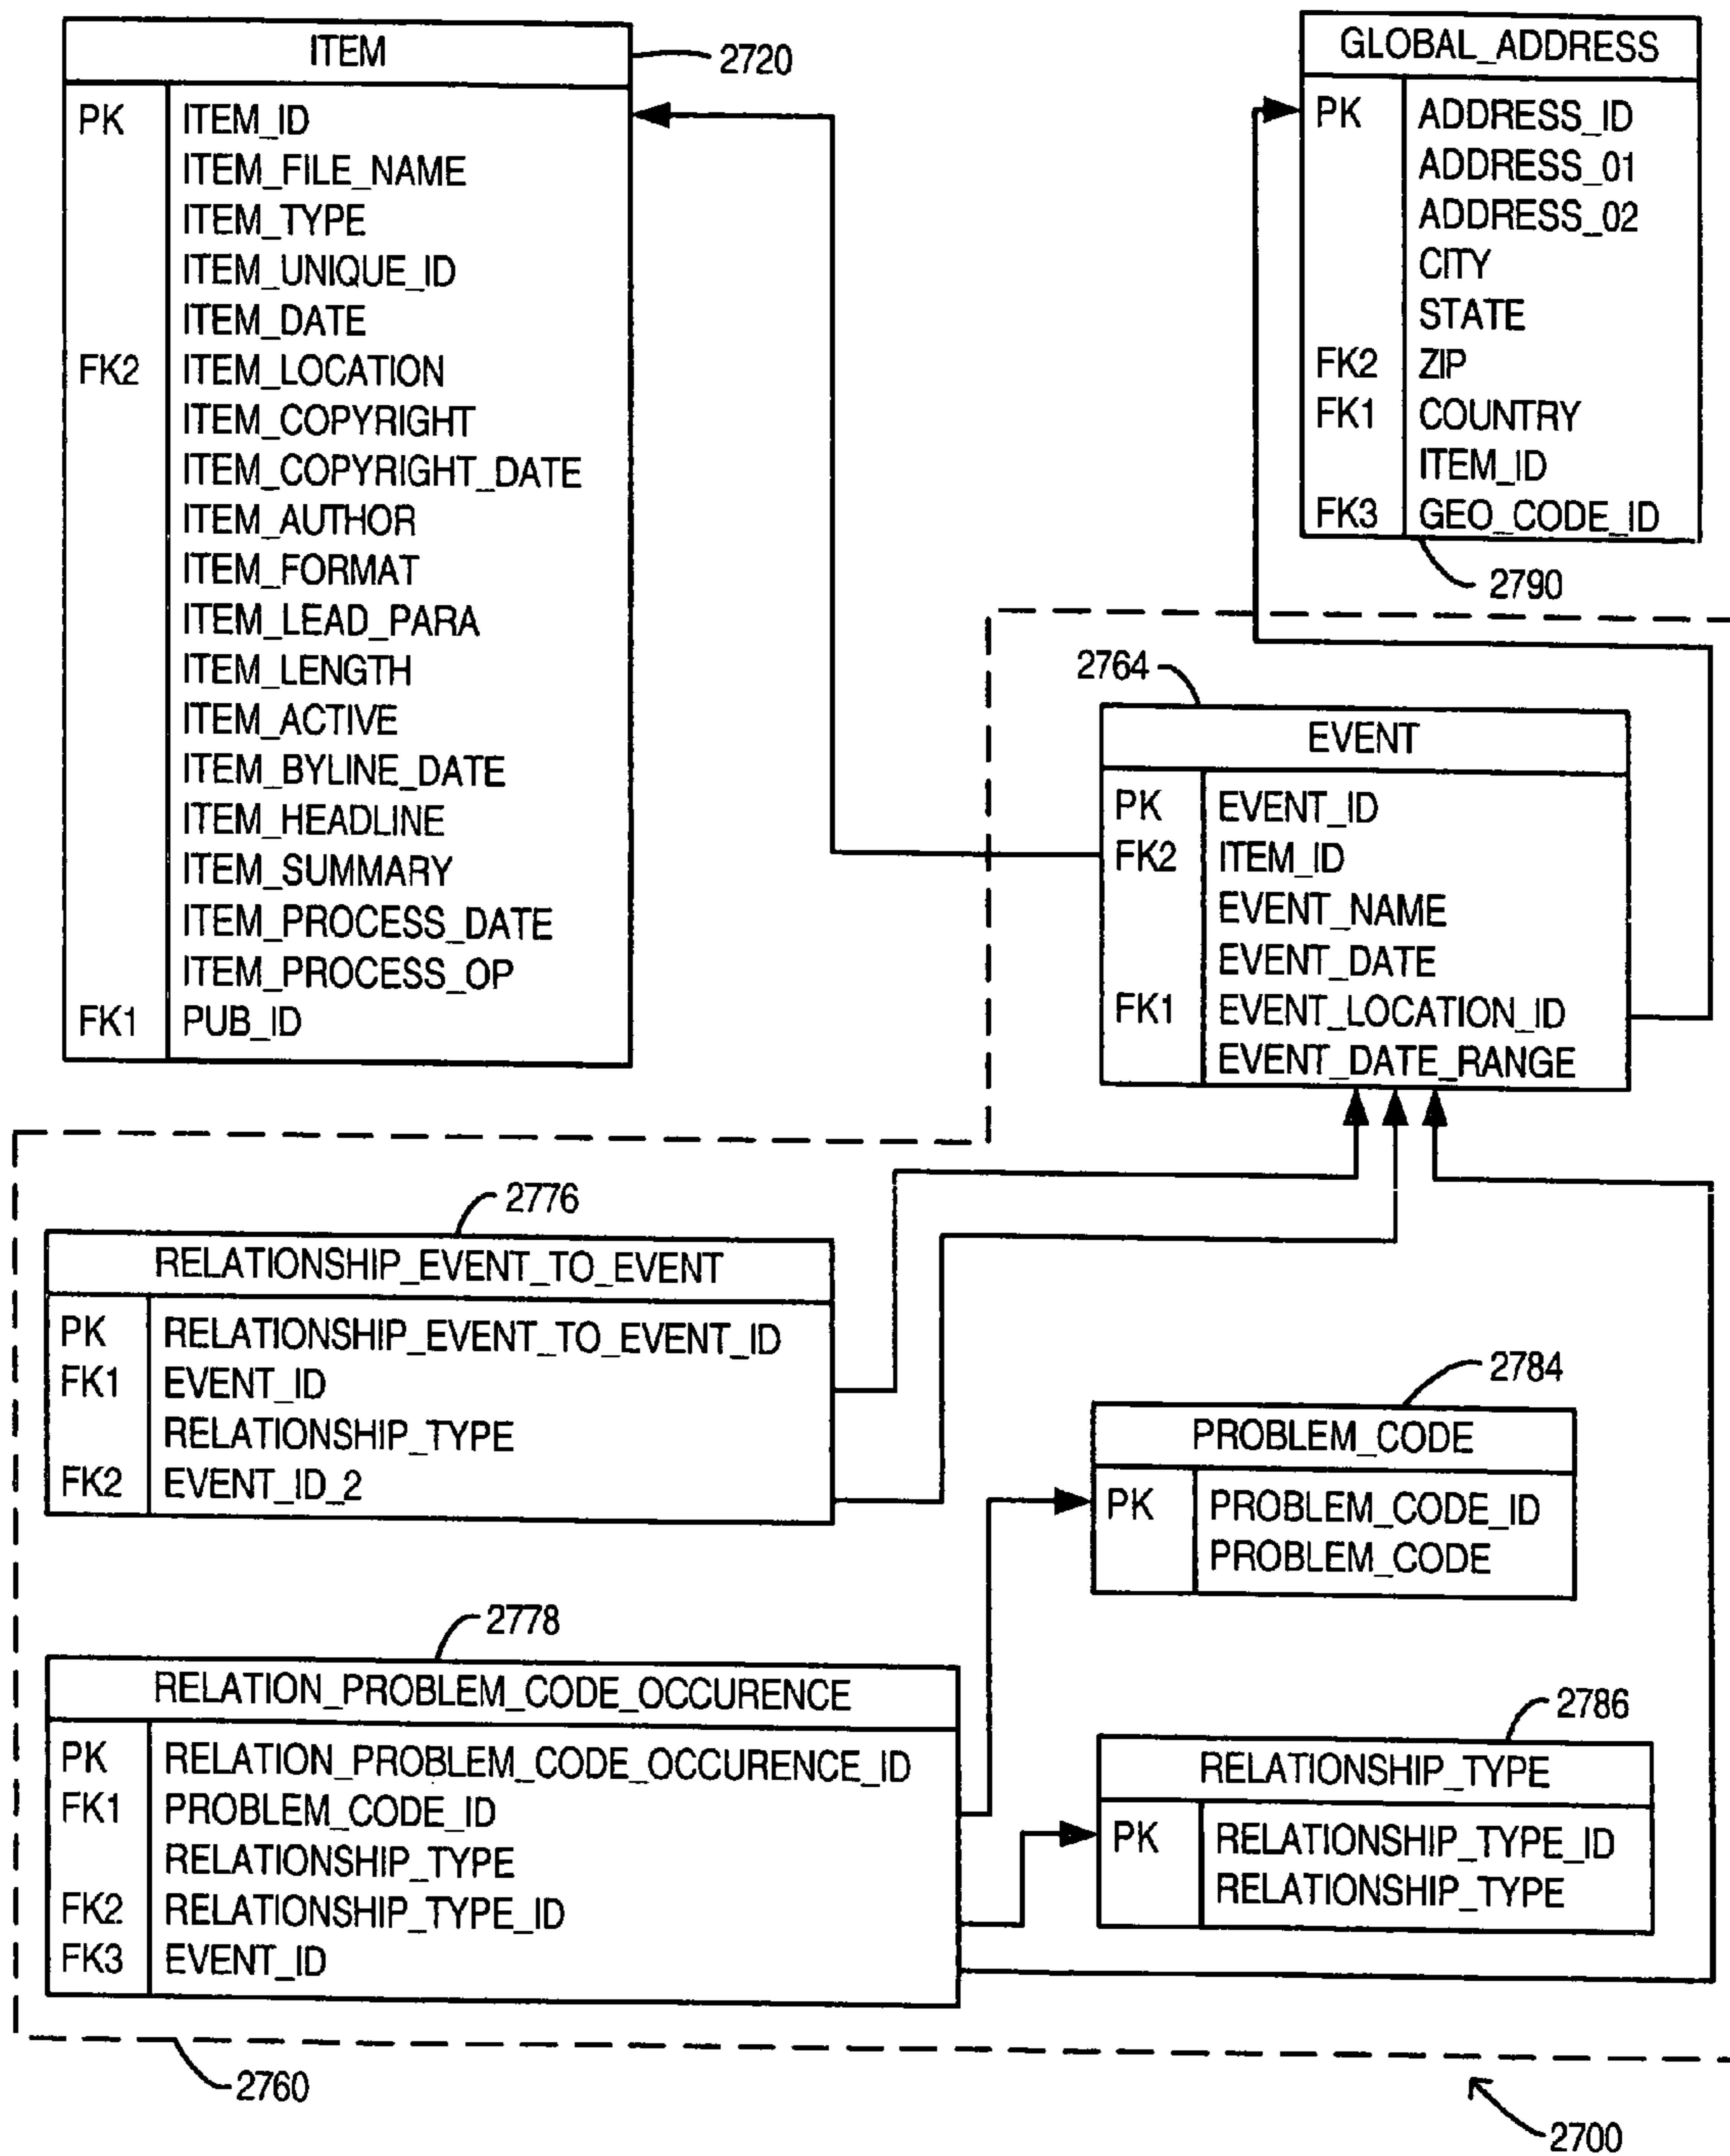 ITEM
2720
PK ITEM_ID
ITEM_FILE_NAME
ITEM_TYPE
ITEM_UNIQUE_ID
ITEM_DATE
FK2 ITEM_LOCATION
ITEM_COPYRIGHT
ITEM_COPYRIGHT_DATE
ITEM_AUTHOR
ITEM_FORMAT
ITEM_LEAD_PARA
ITEM_LENGTH
ITEM_ACTIVE
ITEM_BYLINE_DATE
ITEM_HEADLINE
ITEM_SUMMARY
ITEM_PROCESS_DATE
ITEM_PROCESS_OP
FK1 PUB_ID
GLOBAL_ADDRESS
PK ADDRESS_ID
ADDRESS_01
ADDRESS_02
CITY
STATE
FK2 ZIP
FK1 COUNTRY
ITEM_ID
FK3 GEO_CODE_ID
2790
2764
EVENT
PK EVENT_ID
FK2 ITEM_ID
EVENT_NAME
EVENT_DATE
FK1 EVENT_LOCATION_ID
EVENT_DATE_RANGE
2776
RELATIONSHIP_EVENT_TO_EVENT
PK RELATIONSHIP_EVENT_TO_EVENT_ID
FK1 EVENT_ID
RELATIONSHIP_TYPE
FK2 EVENT_ID_2
2784
PROBLEM_CODE
PK PROBLEM_CODE_ID
PROBLEM_CODE
2778
RELATION_PROBLEM_CODE_OCCURENCE
PK RELATION_PROBLEM_CODE_OCCURENCE_ID
FK1 PROBLEM_CODE_ID
RELATIONSHIP_TYPE
FK2 RELATIONSHIP_TYPE_ID
FK3 EVENT_ID
2786
RELATIONSHIP_TYPE
PK RELATIONSHIP_TYPE_ID
RELATIONSHIP_TYPE
2760
2700